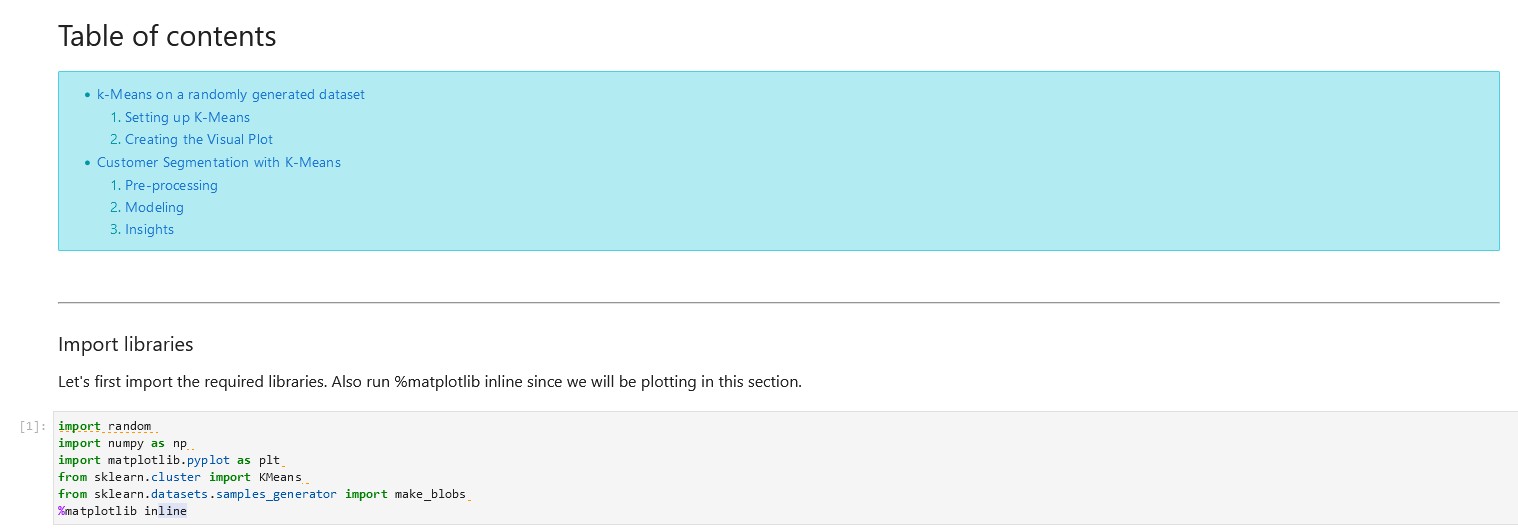 Table of contents
• k-Means on a randomly generated dataset
1. Setting up K-Means
2. Creating the Visual Plot
• Customer Segmentation with K-Means
1. Pre-processing
2. Modeling
3. Insights
Import libraries
Let's first import the required libraries. Also run %matplotlib inline since we will be plotting in this section.
[1]: import random
import numpy as np
import matplotlib.pyplot as plt
from sklearn.cluster import KMeans
from sklearn.datasets.samples_generator import make_blobs
%matplotlib inline